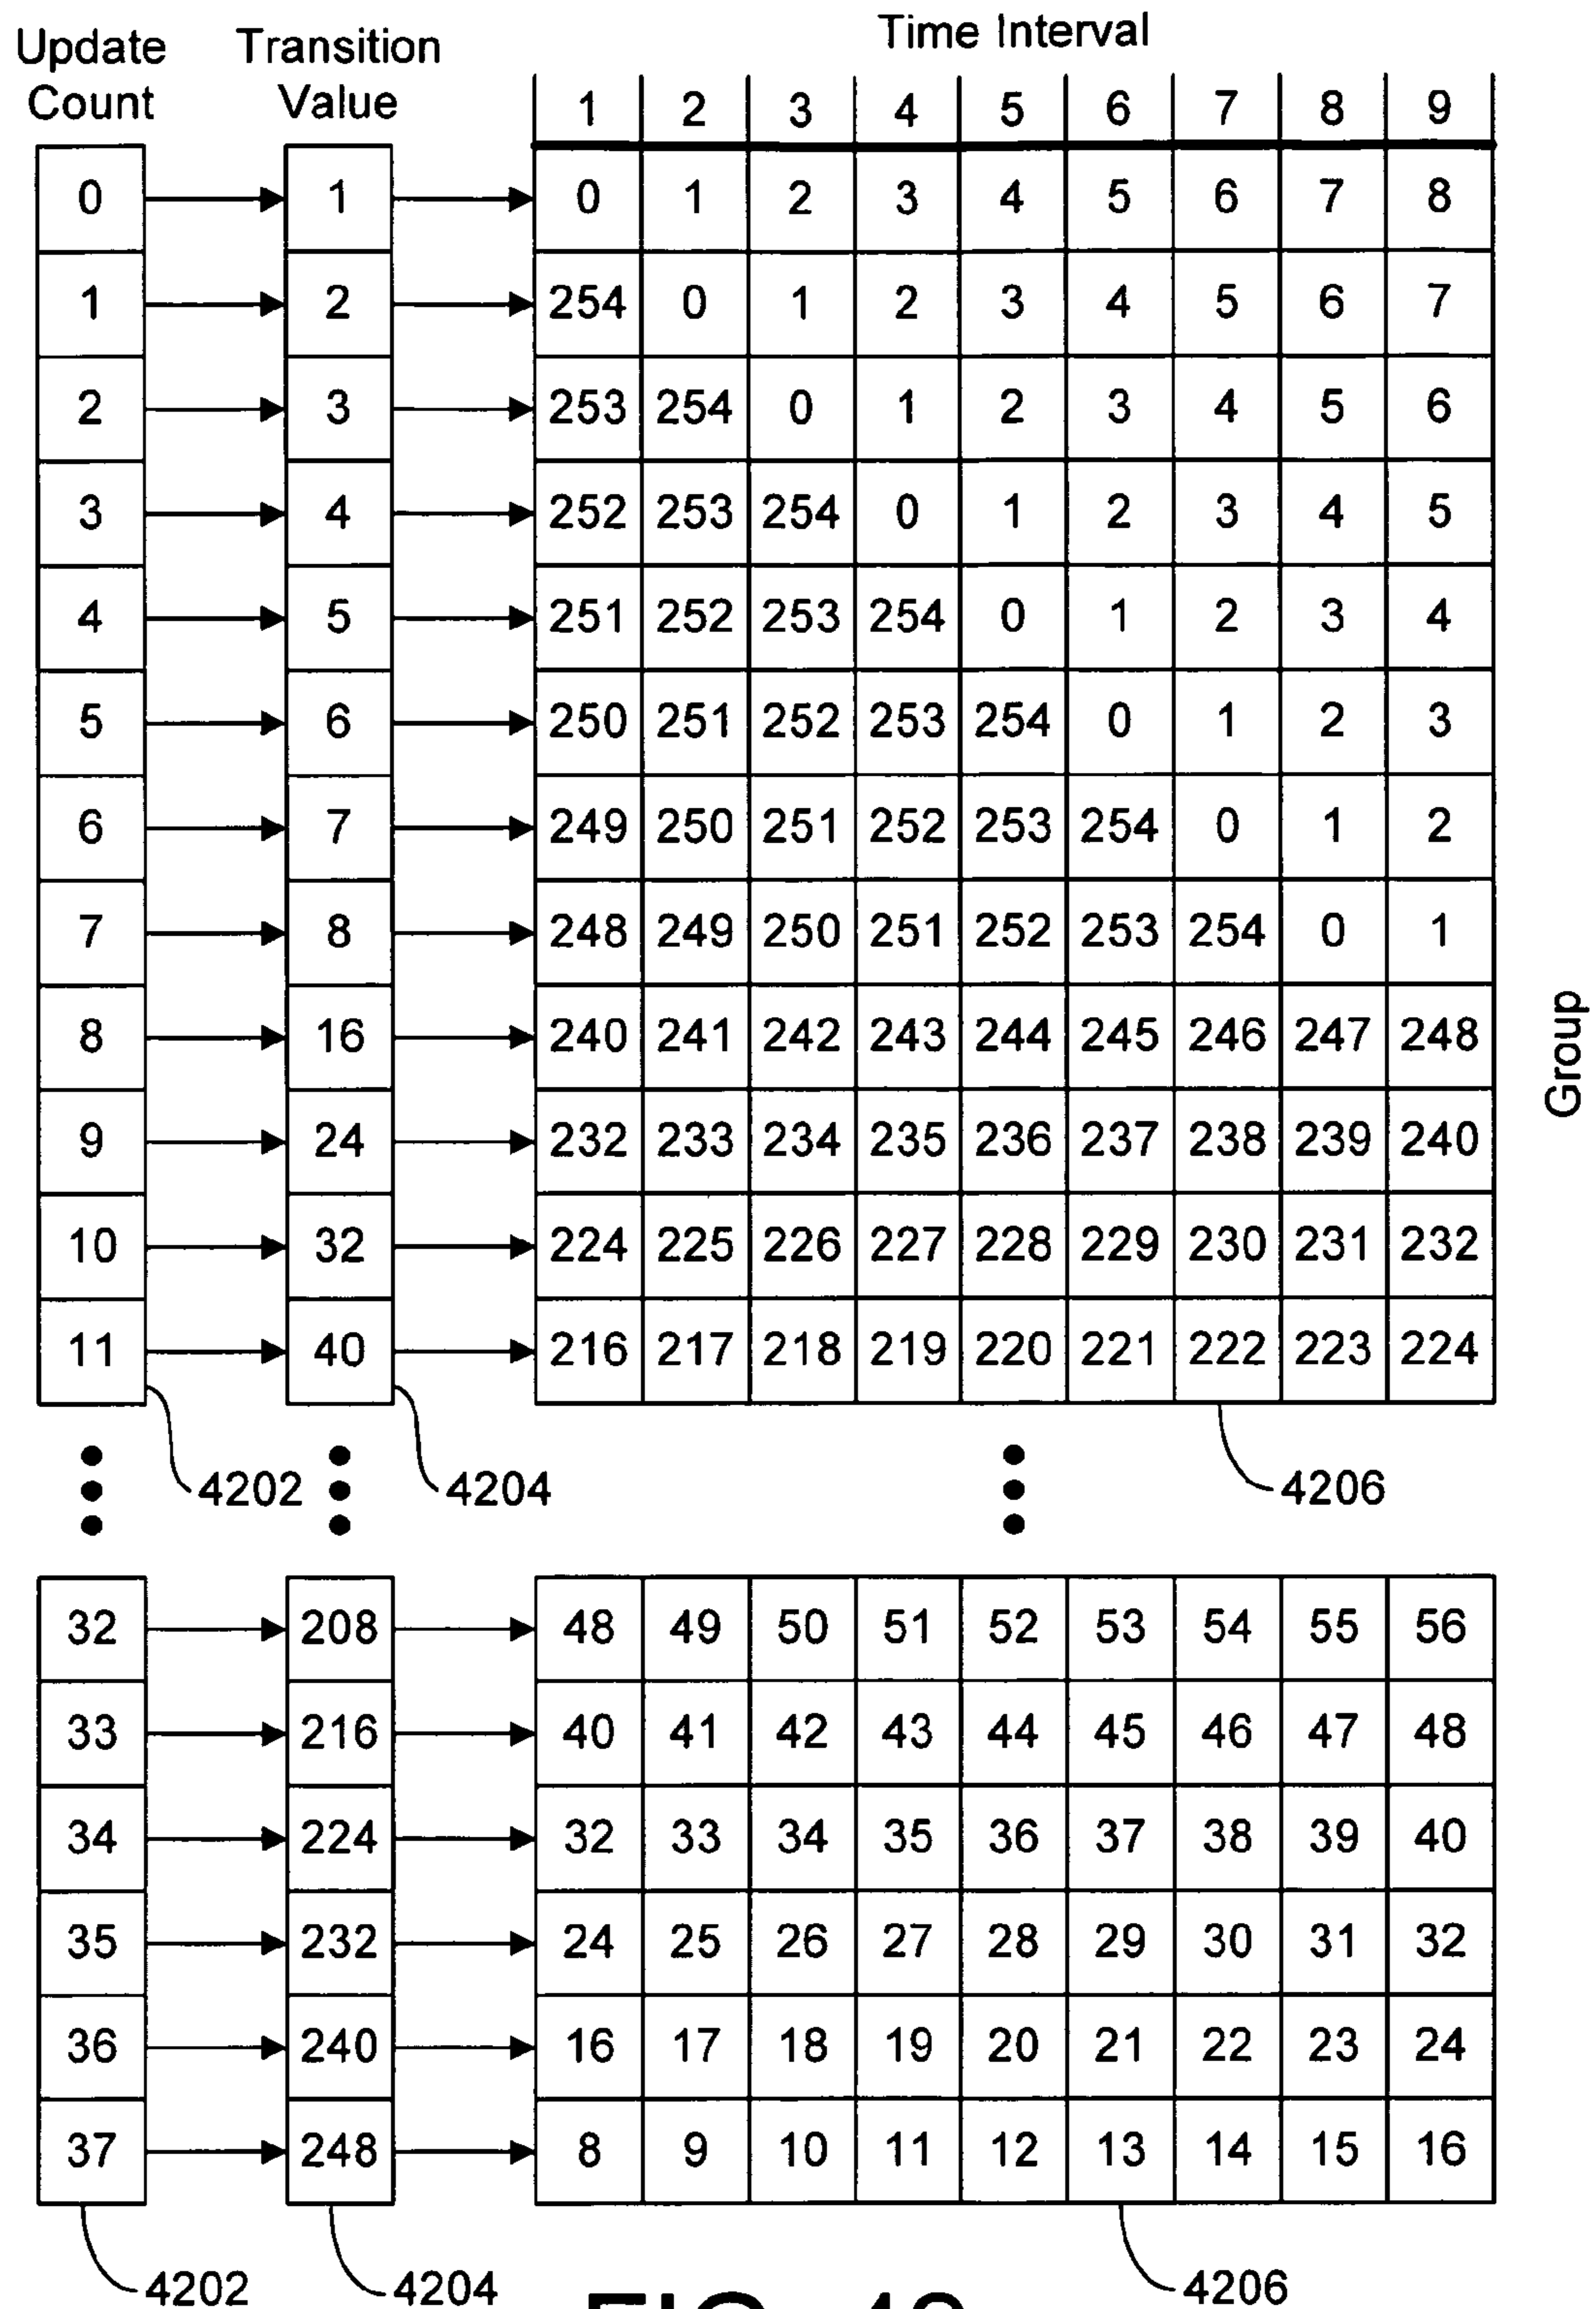 Time Interval
Update Count
Transition Value
1 2 3 4 5 6 7 8 9
0 1 0 1 2 3 4 5 6 7 8
1 2 254 0 1 2 3 4 5 6 7
2 3 253 254 0 1 2 3 4 5 6
3 4 252 253 254 0 1 2 3 4 5
4 5 251 252 253 254 0 1 2 3 4
5 6 250 251 252 253 254 0 1 2 3
6 7 249 250 251 252 253 254 0 1 2
7 8 248 249 250 251 252 253 254 0 1
8 16 240 241 242 243 244 245 246 247 248
9 24 232 233 234 235 236 237 238 239 240
10 32 224 225 226 227 228 229 230 231 232
11 40 216 217 218 219 220 221 222 223 224
Group
4202 4204 4206
32 208 48 49 50 51 52 53 54 55 56
33 216 40 41 42 43 44 45 46 47 48
34 224 32 33 34 35 36 37 38 39 40
35 232 24 25 26 27 28 29 30 31 32
36 240 16 17 18 19 20 21 22 23 24
37 248 8 9 10 11 12 13 14 15 16
4202 4204 4206